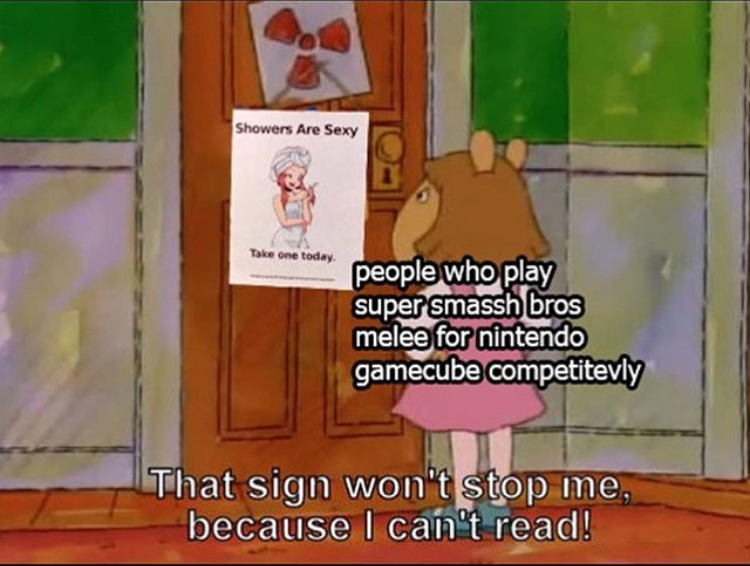 Showers Are Sexy
Take one today.
people who play
super smassh bros
melee for nintendo
gamecube competitevly
That sign won't stop me,
because I can't read!